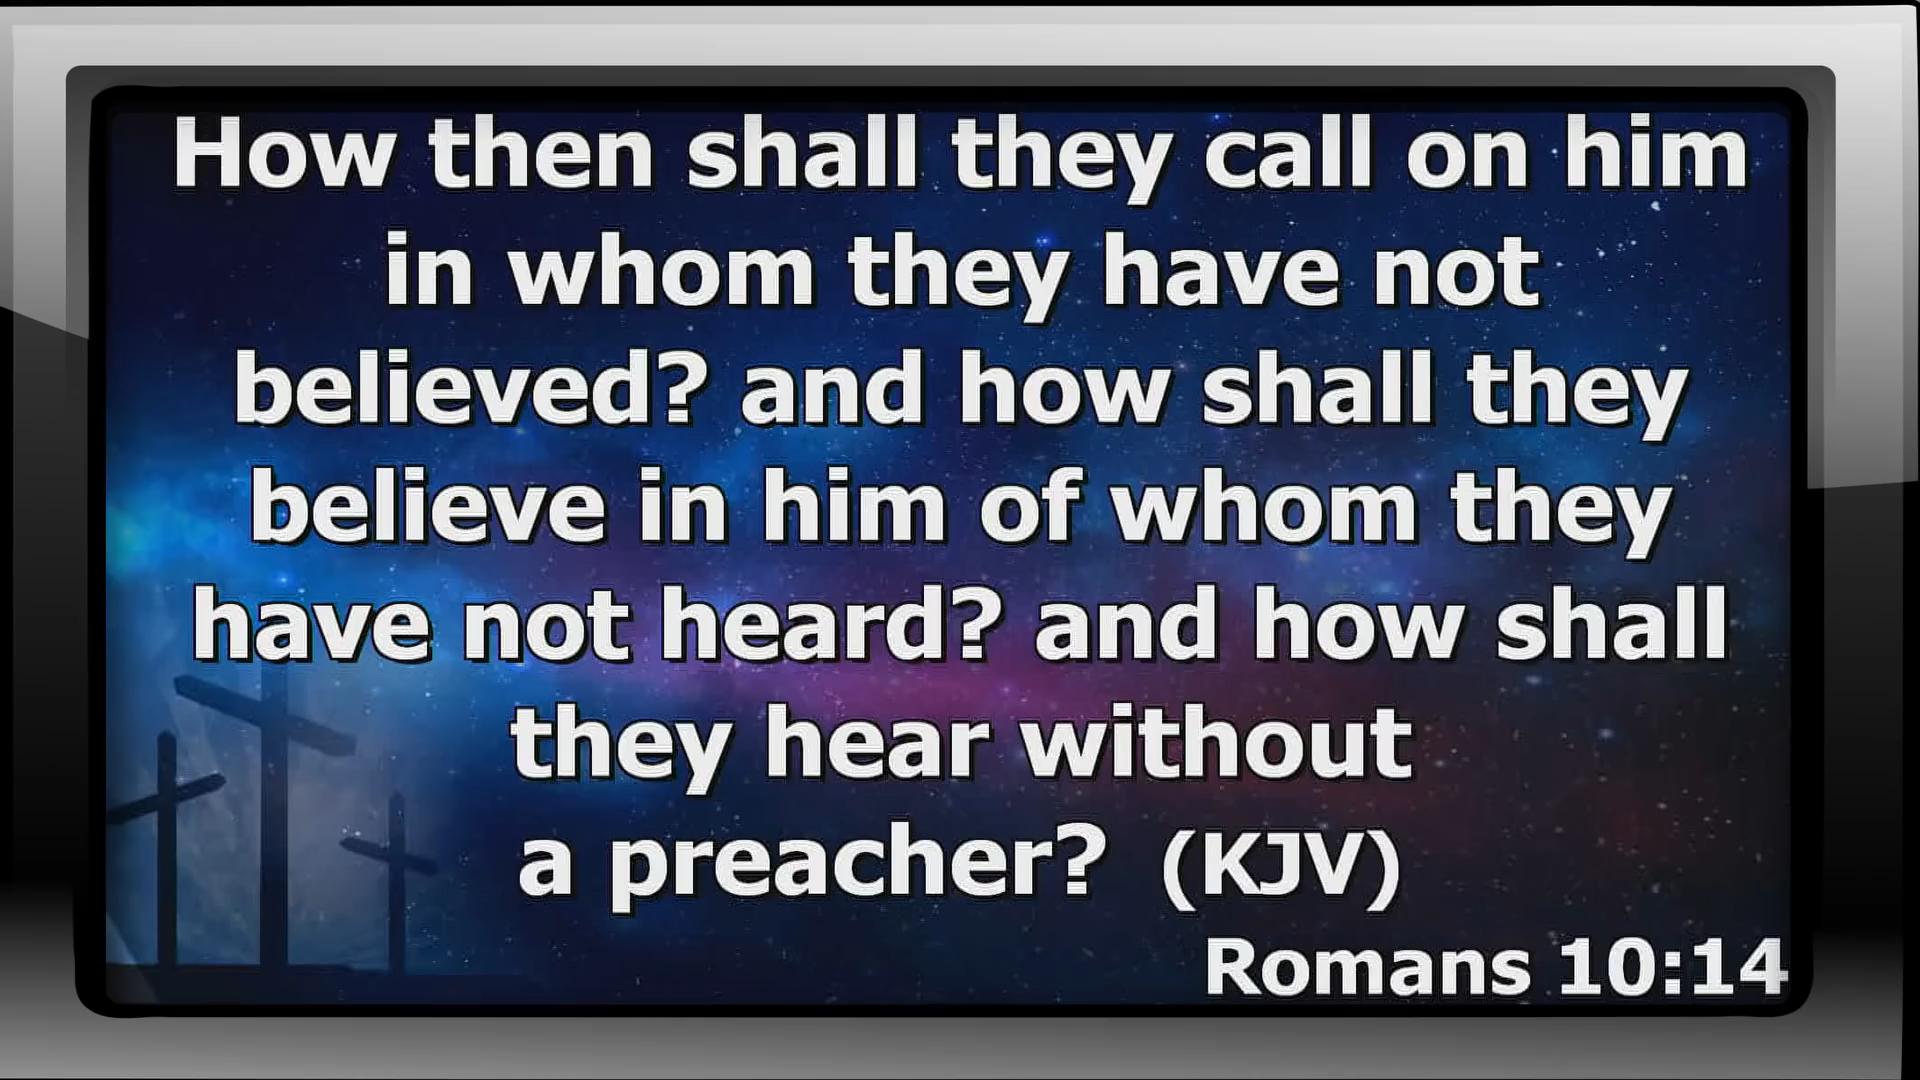 How then shall they call on him
in whom they have not
believed? and how shall they
believe in him of whom they
have not heard? and how shall
they hear without
a preacher? (KJV)
Romans 10:14